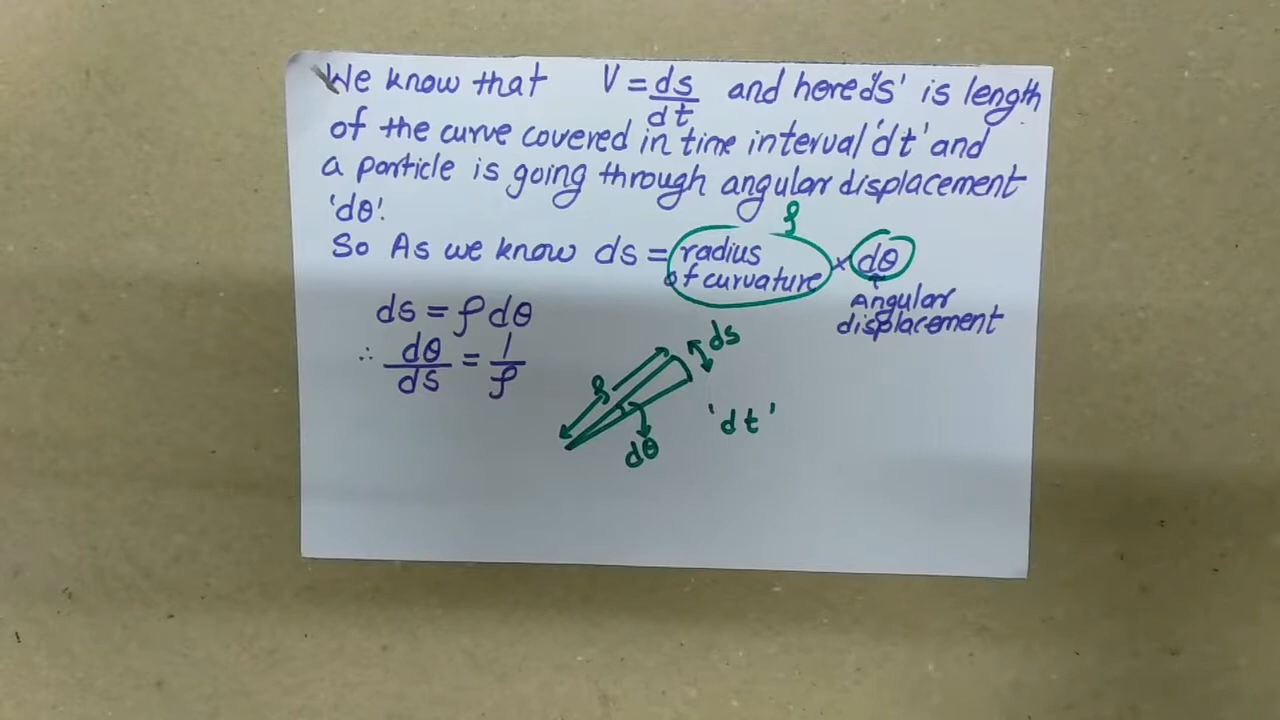 We know that V = ds/dt and here 'ds' is length
of the curve covered in time interval 'dt' and
a particle is going through angular displacement
'dθ'.
ρ
So As we know ds = radius of curvature × dθ
Angular
displacement
ds = ρ dθ
∴ dθ/ds = 1/ρ
ds
ρ
dθ
'dt'